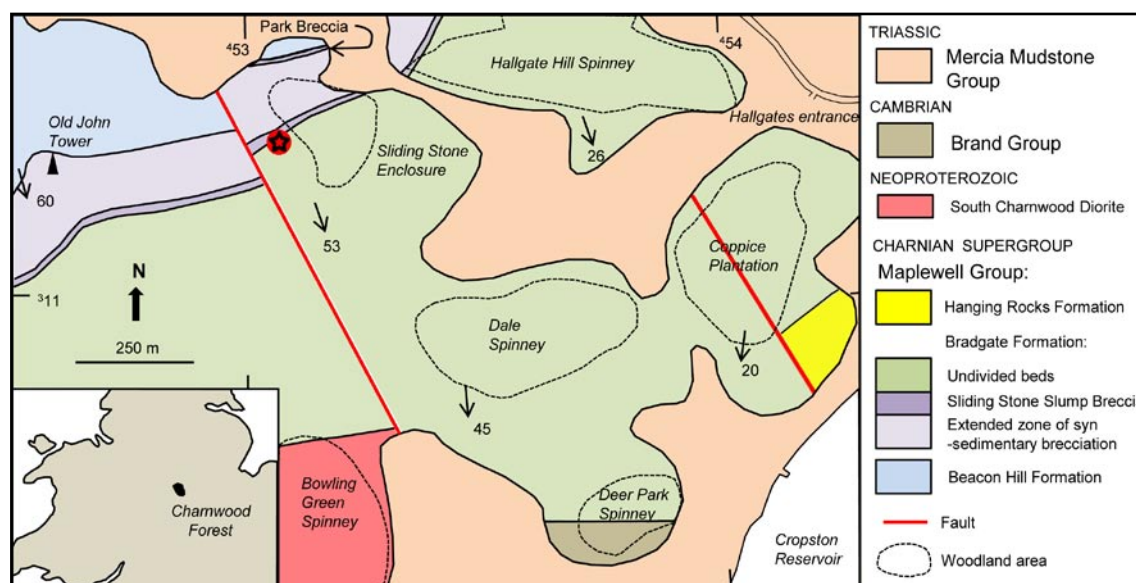 Park Breccia
⁴53
⁴54
Hallgate Hill Spinney
Old John
Tower
Hallgates entrance
Sliding Stone
Enclosure
26
60
53
Coppice
Plantation
N
³11
250 m
Dale
Spinney
20
45
Bowling
Green
Spinney
Deer Park
Spinney
Charnwood
Forest
Cropston
Reservoir
TRIASSIC
Mercia Mudstone
Group
CAMBRIAN
Brand Group
NEOPROTEROZOIC
South Charnwood Diorite
CHARNIAN SUPERGROUP
Maplewell Group:
Hanging Rocks Formation
Bradgate Formation:
Undivided beds
Sliding Stone Slump Brecci
Extended zone of syn
-sedimentary brecciation
Beacon Hill Formation
Fault
Woodland area